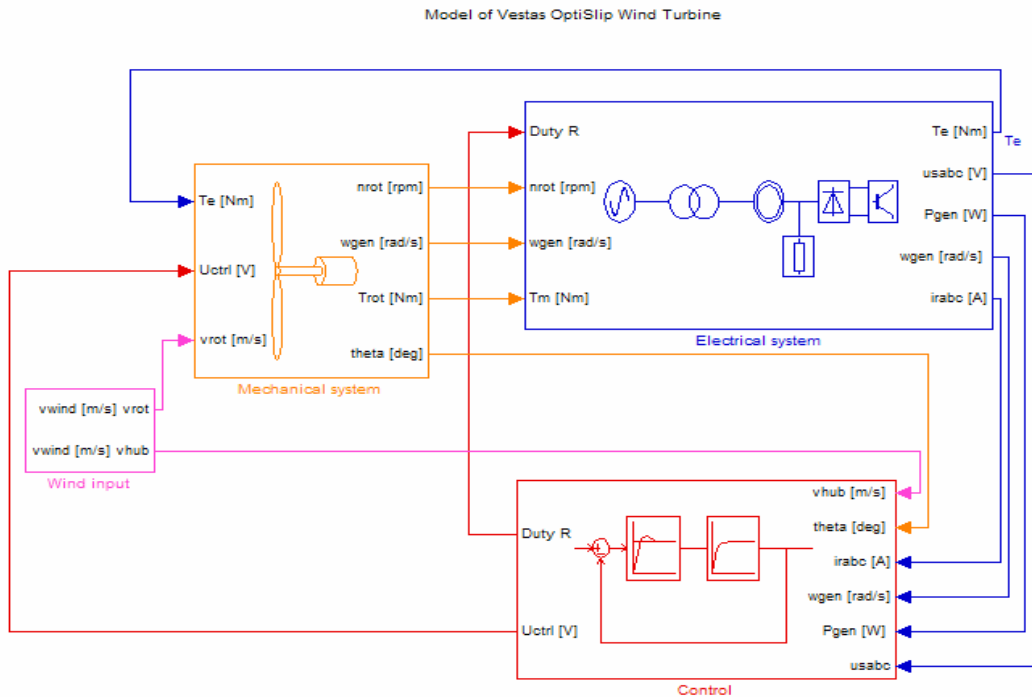 Model of Vestas OptiSlip Wind Turbine
Te [Nm]
Uctrl [V]
vrot [m/s]
nrot [rpm]
wgen [rad/s]
Trot [Nm]
theta [deg]
Mechanical system
Duty R
nrot [rpm]
wgen [rad/s]
Tm [Nm]
Te [Nm]
usabc [V]
Pgen [W]
wgen [rad/s]
irabc [A]
Te
Electrical system
vwind [m/s] vrot
vwind [m/s] vhub
Wind input
Duty R
Uctrl [V]
vhub [m/s]
theta [deg]
irabc [A]
wgen [rad/s]
Pgen [W]
usabc
Control